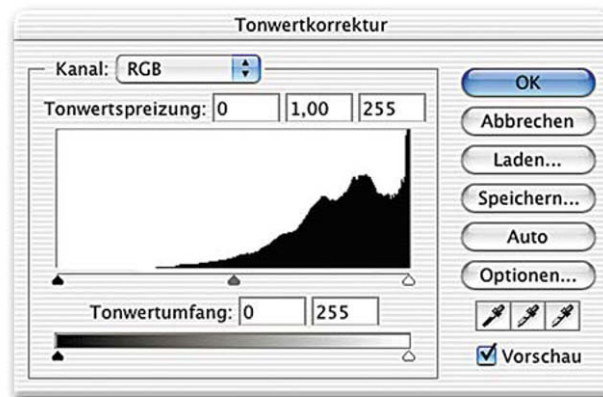 Tonwertkorrektur
Kanal: RGB
Tonwertspreizung: 0 1,00 255
Tonwertumfang: 0 255
OK
Abbrechen
Laden...
Speichern...
Auto
Optionen...
Vorschau